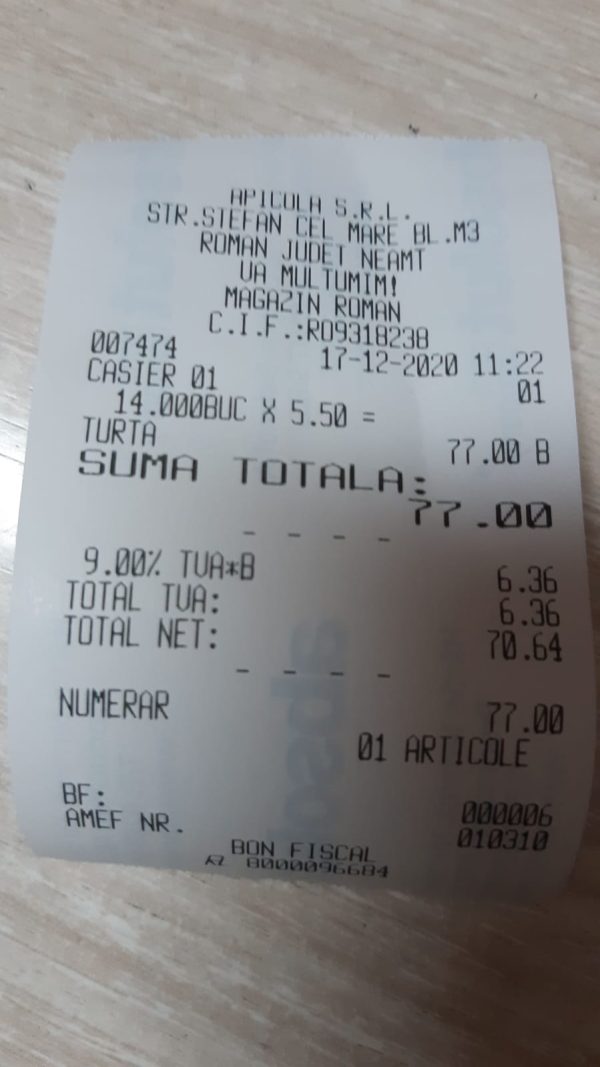 APICOLA S.R.L.
STR.STEFAN CEL MARE BL.M3
ROMAN JUDET NEAMT
VA MULTUMIM!
MAGAZIN ROMAN
C.I.F.:RO9318238
007474 17-12-2020 11:22
CASIER 01 01
14.000BUC X 5.50 =
TURTA 77.00 B
SUMA TOTALA:
77.00
- - - -
9.00% TVA*B 6.36
TOTAL TVA: 6.36
TOTAL NET: 70.64
- - - -
NUMERAR 77.00
01 ARTICOLE
BF: 000006
AMEF NR. 010310
BON FISCAL
8000096684